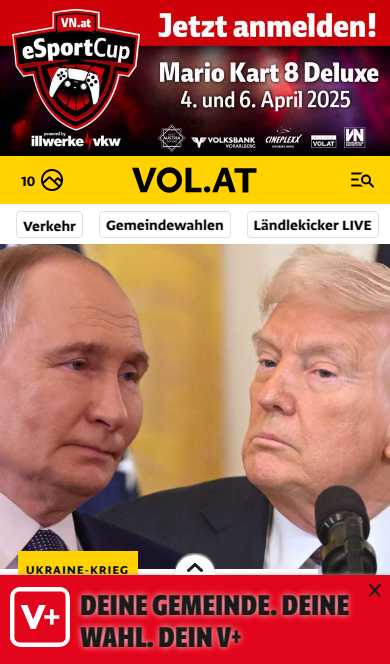 VN.at
eSportCup
Jetzt anmelden!
Mario Kart 8 Deluxe
4. und 6. April 2025
powered by
illwerke vkw
VOLKSBANK
VORARLBERG
CINEPLEXX
VOL.AT
VN
10
VOL.AT
Verkehr
Gemeindewahlen
Ländlekicker LIVE
UKRAINE-KRIEG
V+
DEINE GEMEINDE. DEINE
WAHL. DEIN V+